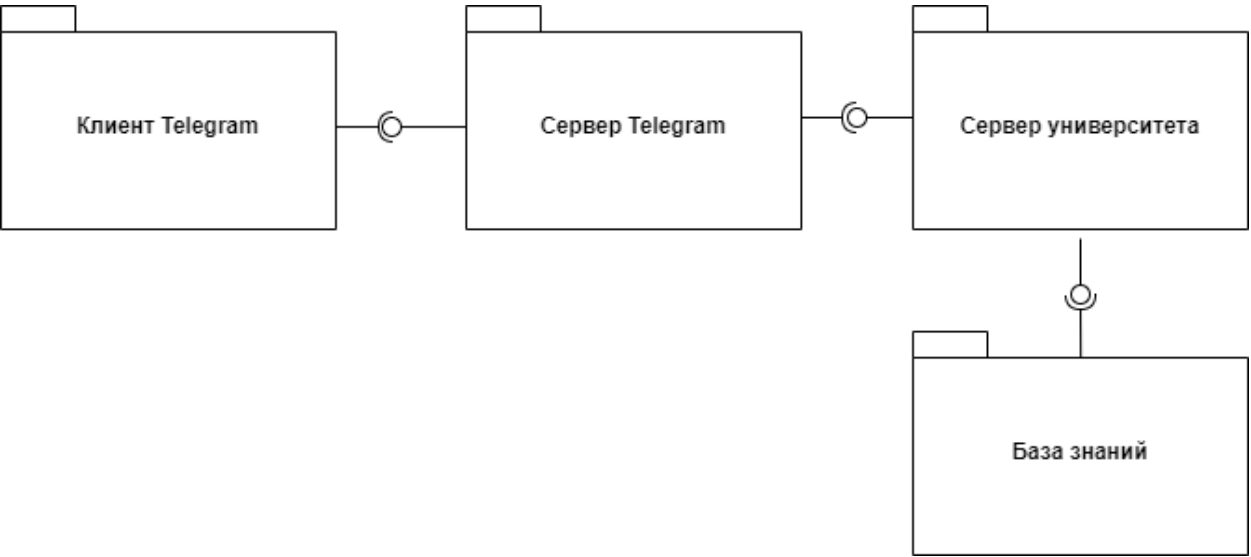 Клиент Telegram
Сервер Telegram
Сервер университета
База знаний